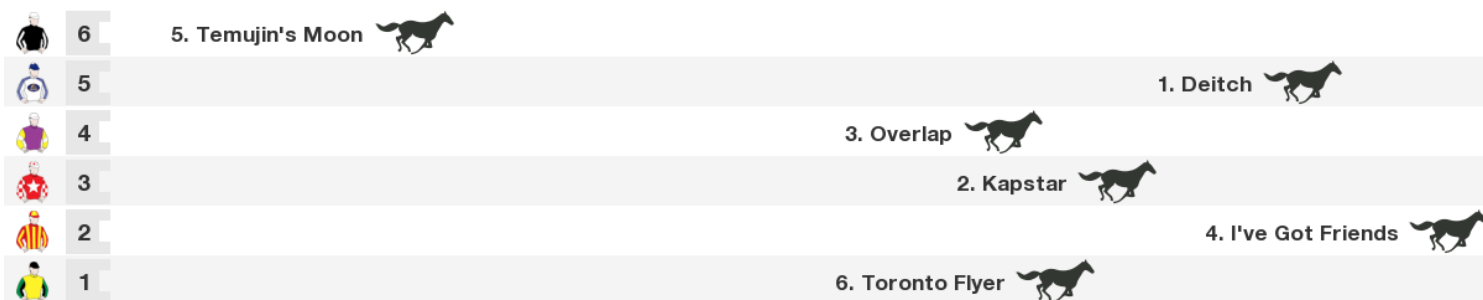 6 5. Temujin's Moon
5 1. Deitch
4 3. Overlap
3 2. Kapstar
2 4. I've Got Friends
1 6. Toronto Flyer